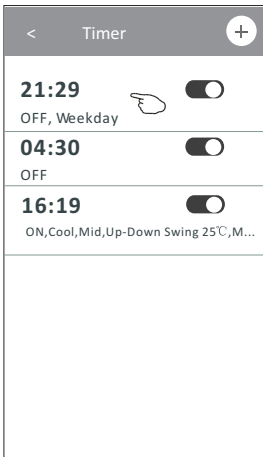 < Timer +
21:29
OFF, Weekday
04:30
OFF
16:19
ON,Cool,Mid,Up-Down Swing 25℃,M...